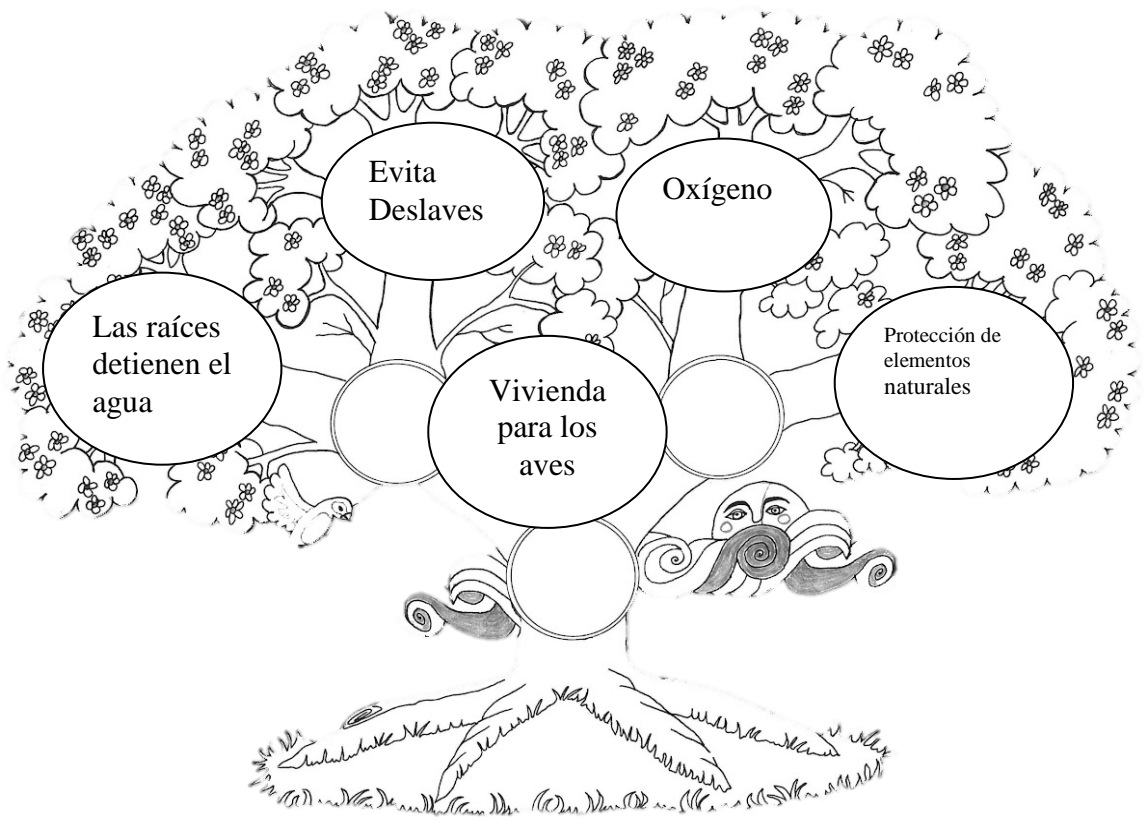 Evita
Deslaves
Oxígeno
Las raíces
detienen el
agua
Vivienda
para los
aves
Protección de
elementos
naturales